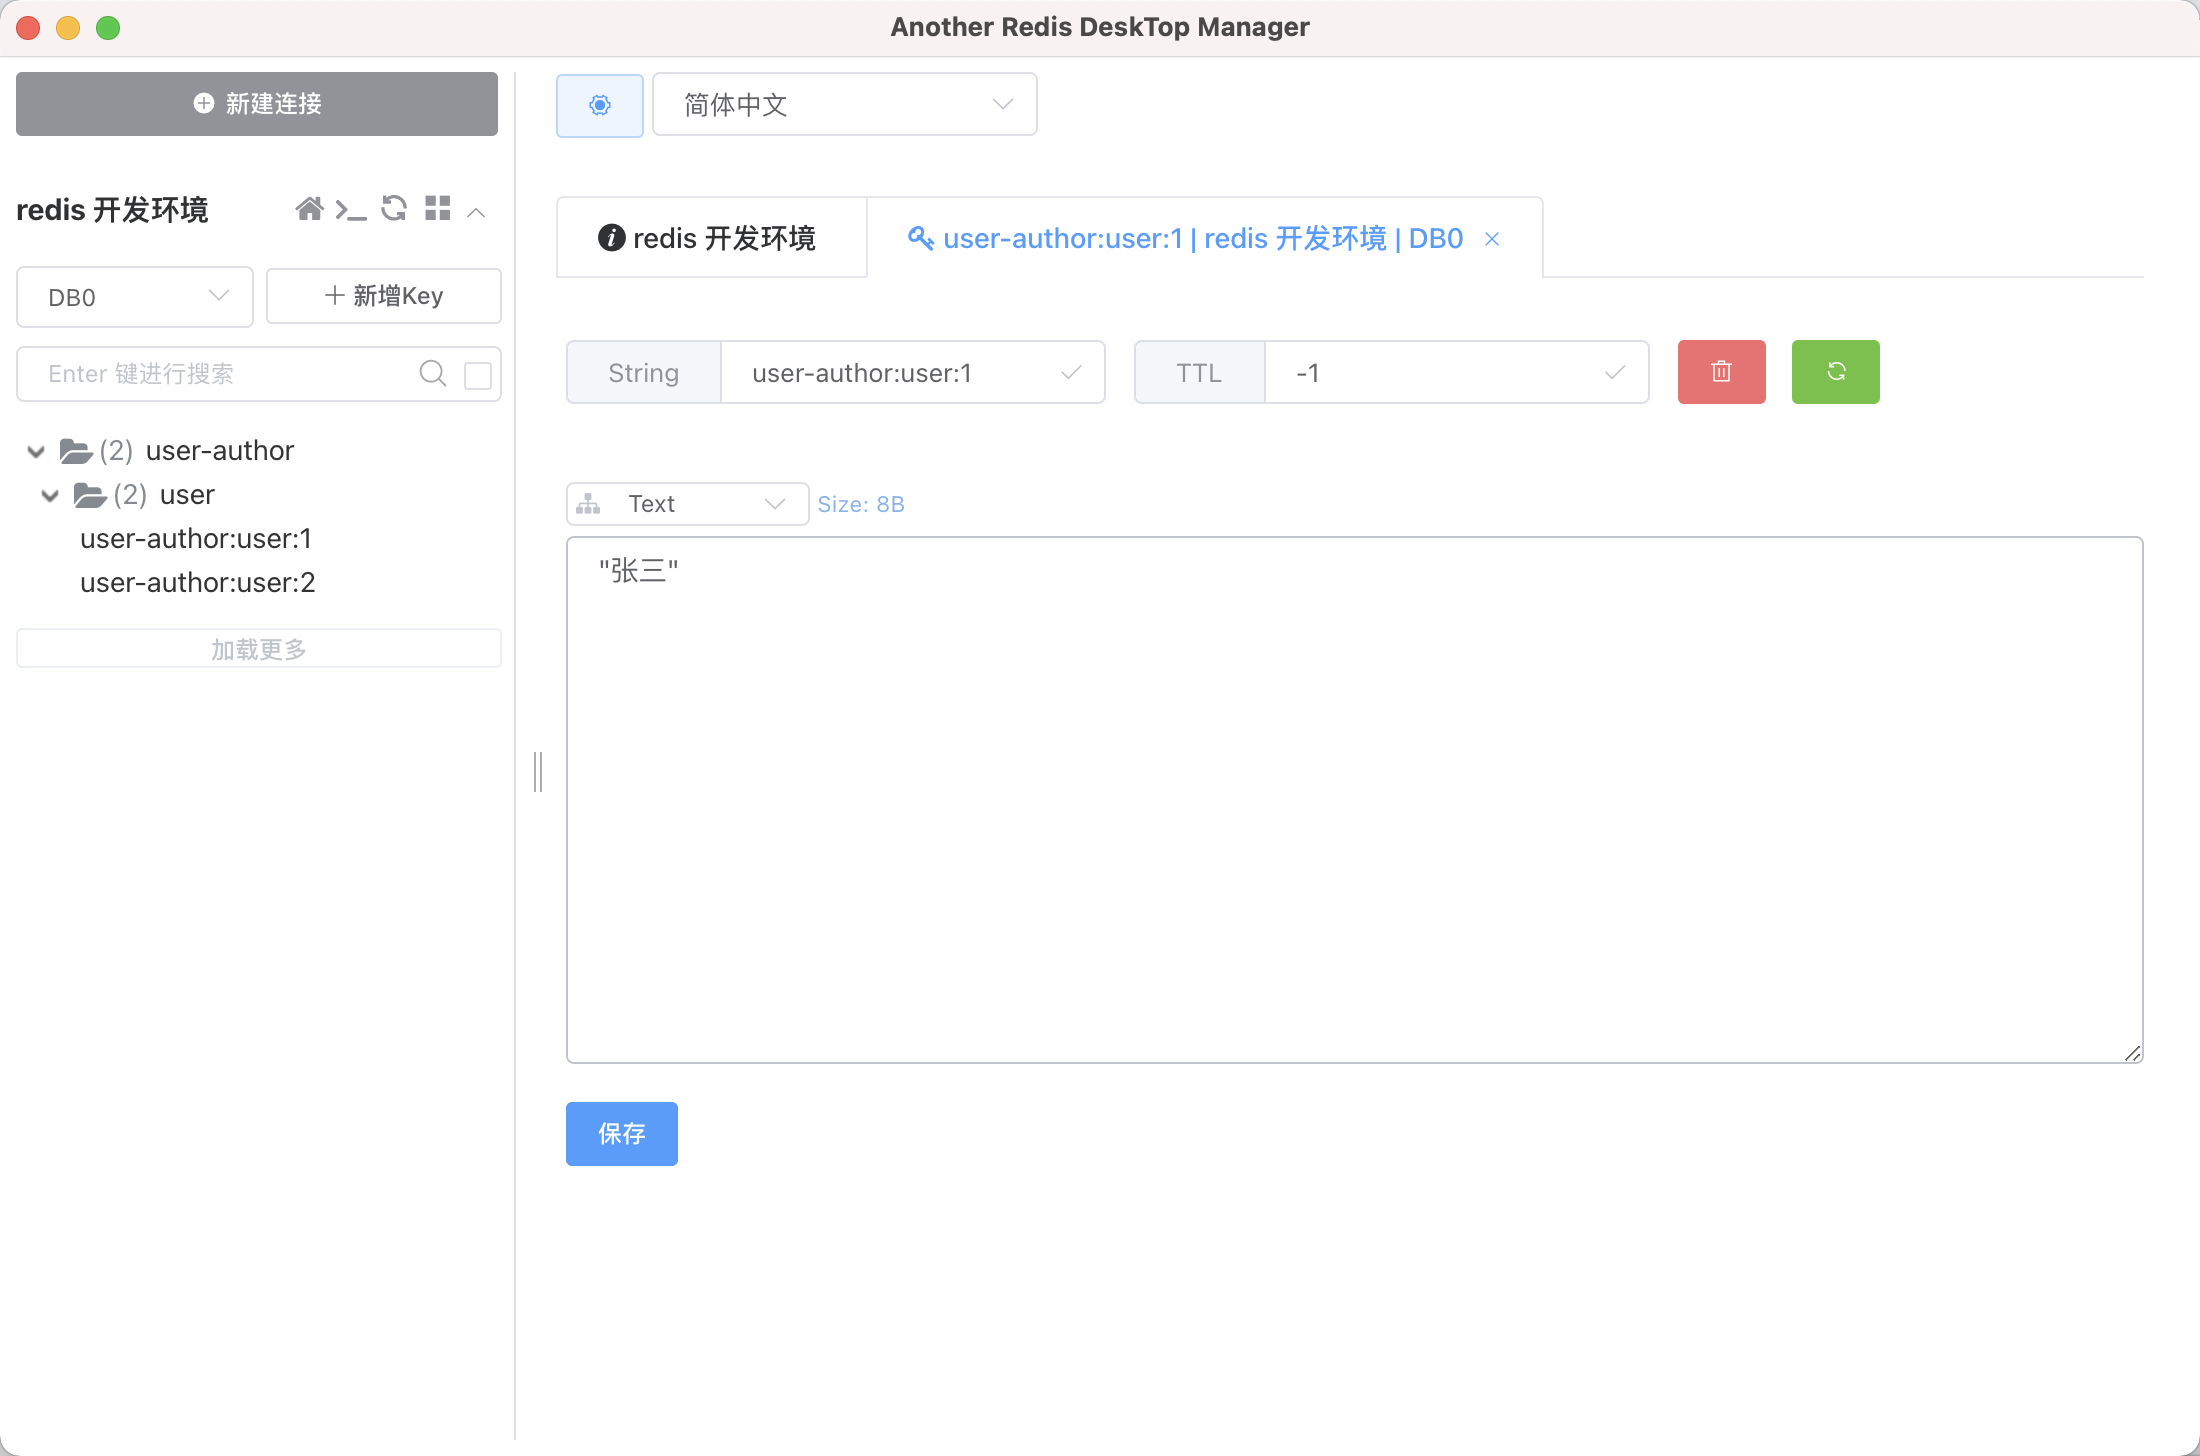 Another Redis DeskTop Manager
新建连接
简体中文
redis 开发环境
redis 开发环境
user-author:user:1 | redis 开发环境 | DB0
DB0
新增Key
Enter 键进行搜索
String
user-author:user:1
TTL
-1
(2) user-author
(2) user
user-author:user:1
user-author:user:2
加载更多
Text
Size: 8B
"张三"
保存